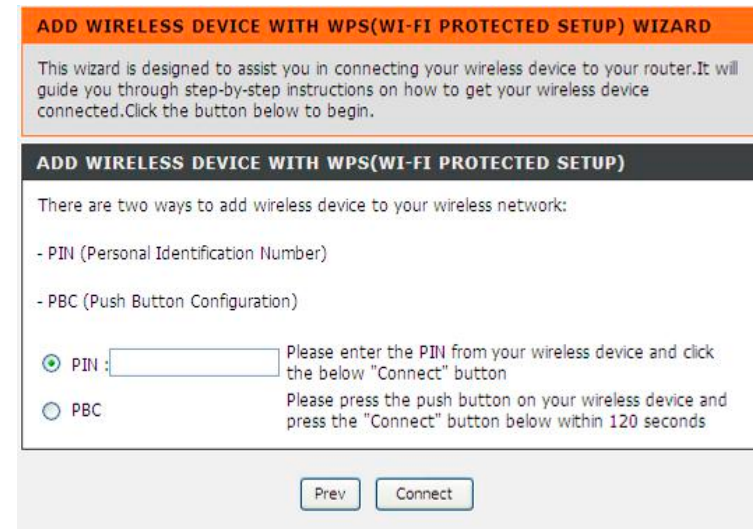 ADD WIRELESS DEVICE WITH WPS(WI-FI PROTECTED SETUP) WIZARD
This wizard is designed to assist you in connecting your wireless device to your router.It will
guide you through step-by-step instructions on how to get your wireless device
connected.Click the button below to begin.
ADD WIRELESS DEVICE WITH WPS(WI-FI PROTECTED SETUP)
There are two ways to add wireless device to your wireless network:
- PIN (Personal Identification Number)
- PBC (Push Button Configuration)
PIN :
Please enter the PIN from your wireless device and click
the below "Connect" button
PBC
Please press the push button on your wireless device and
press the "Connect" button below within 120 seconds
Prev
Connect